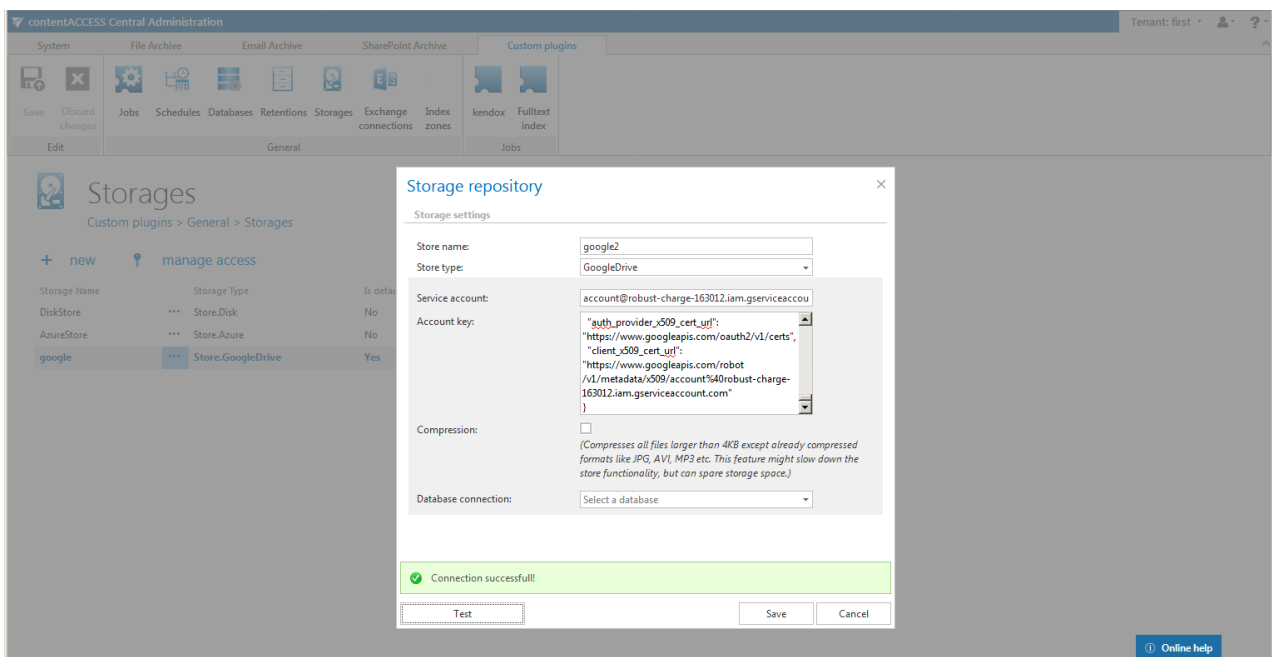 contentACCESS Central Administration
Tenant: first
?
System File Archive Email Archive SharePoint Archive Custom plugins
Save Discard changes Jobs Schedules Databases Retentions Storages Exchange connections Index zones kendox Fulltext index
Edit General Jobs
Storages
Custom plugins > General > Storages
+ new manage access
Storage Name Storage Type Is defau
DiskStore ••• Store.Disk No
AzureStore ••• Store.Azure No
google ••• Store.GoogleDrive Yes
Storage repository
Storage settings
Store name: google2
Store type: GoogleDrive
Service account: account@robust-charge-163012.iam.gserviceaccou
Account key:
"auth_provider_x509_cert_url":
"https://www.googleapis.com/oauth2/v1/certs",
"client_x509_cert_url":
"https://www.googleapis.com/robot
/v1/metadata/x509/account%40robust-charge-
163012.iam.gserviceaccount.com"
}
Compression:
(Compresses all files larger than 4KB except already compressed
formats like JPG, AVI, MP3 etc. This feature might slow down the
store functionality, but can spare storage space.)
Database connection: Select a database
Connection successfull!
Test Save Cancel
Online help